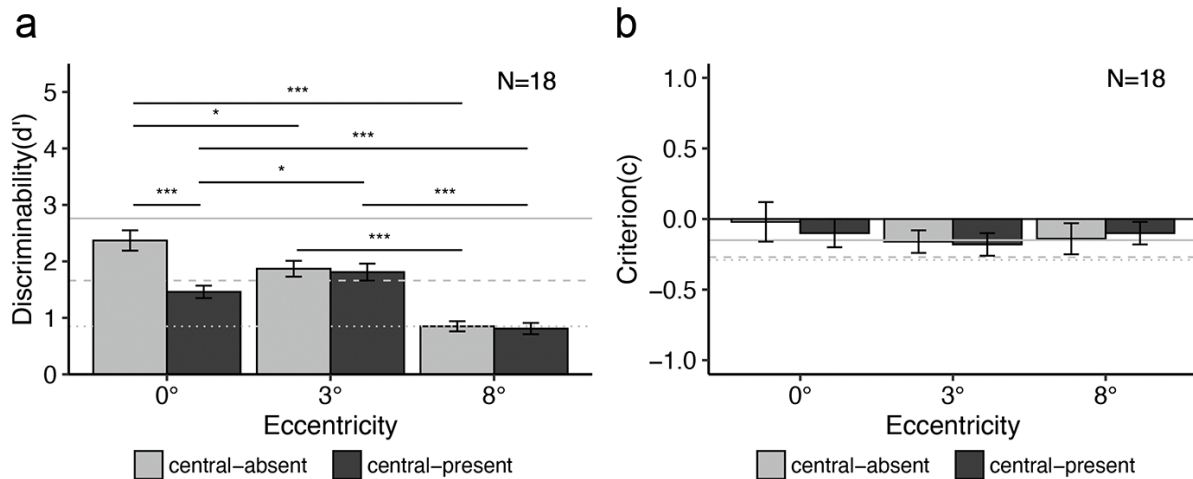 a
Discriminability(d')
5
4
3
2
1
0
N=18
***
*
***
*
***
***
***
0°
3°
8°
Eccentricity
central−absent
central−present
b
Criterion(c)
1.0
0.5
0.0
−0.5
−1.0
N=18
0°
3°
8°
Eccentricity
central−absent
central−present